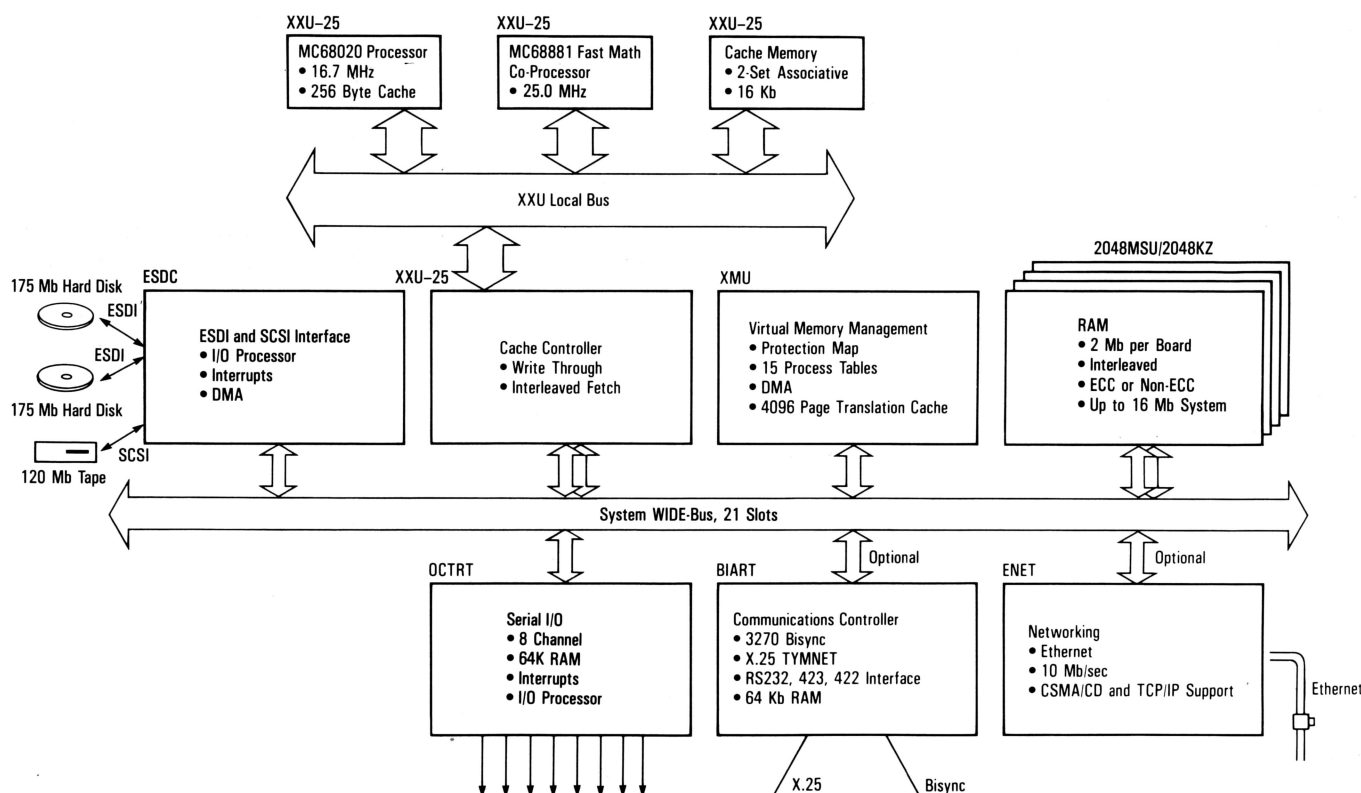 XXU-25
MC68020 Processor
• 16.7 MHz
• 256 Byte Cache
XXU-25
MC68881 Fast Math
Co-Processor
• 25.0 MHz
XXU-25
Cache Memory
• 2-Set Associative
• 16 Kb
XXU Local Bus
175 Mb Hard Disk
ESDI
ESDI
175 Mb Hard Disk
SCSI
120 Mb Tape
ESDC
ESDI and SCSI Interface
• I/O Processor
• Interrupts
• DMA
XXU-25
Cache Controller
• Write Through
• Interleaved Fetch
XMU
Virtual Memory Management
• Protection Map
• 15 Process Tables
• DMA
• 4096 Page Translation Cache
2048MSU/2048KZ
RAM
• 2 Mb per Board
• Interleaved
• ECC or Non-ECC
• Up to 16 Mb System
System WIDE-Bus, 21 Slots
OCTRT
Serial I/O
• 8 Channel
• 64K RAM
• Interrupts
• I/O Processor
Optional
BIART
Communications Controller
• 3270 Bisync
• X.25 TYMNET
• RS232, 423, 422 Interface
• 64 Kb RAM
X.25
Bisync
Optional
ENET
Networking
• Ethernet
• 10 Mb/sec
• CSMA/CD and TCP/IP Support
Ethernet